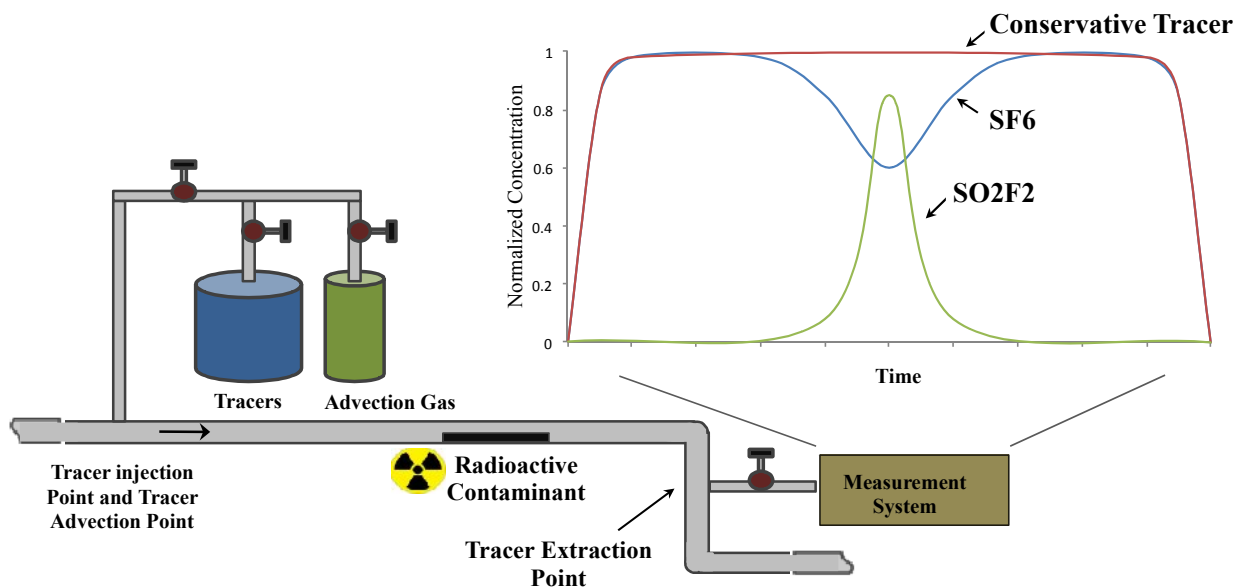 Conservative Tracer
1
0.8
0.6
0.4
0.2
0
Normalized Concentration
SF6
SO2F2
Time
Tracers
Advection Gas
Tracer injection
Point and Tracer
Advection Point
Radioactive
Contaminant
Measurement
System
Tracer Extraction
Point